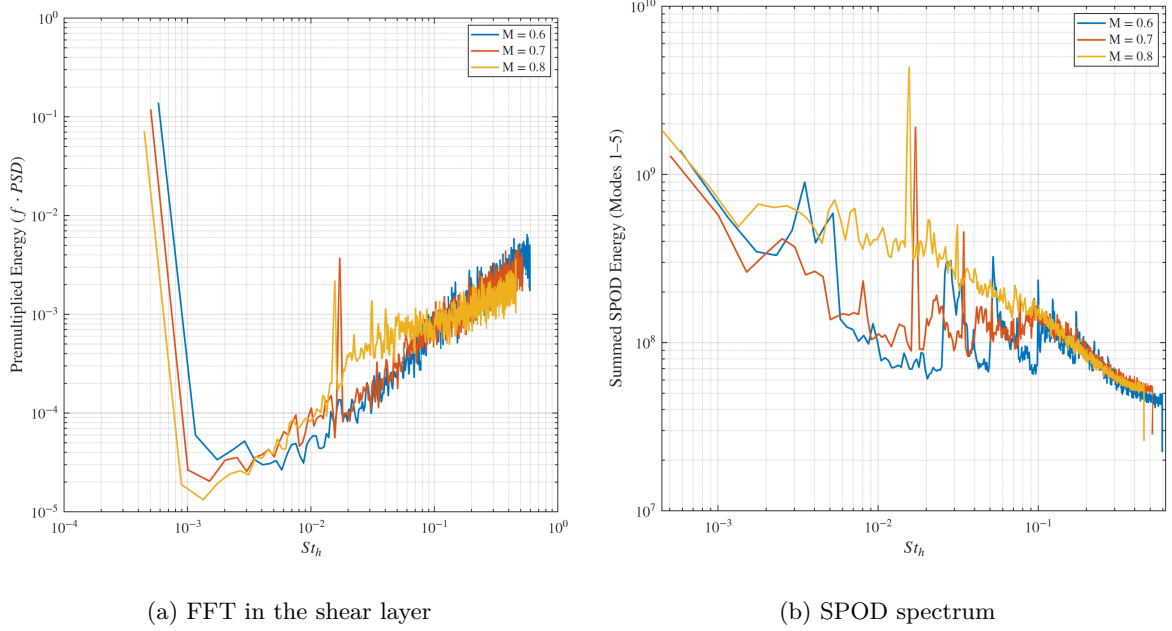 10^0
10^-1
10^-2
10^-3
10^-4
10^-5
Premultiplied Energy (f · PSD)
10^-4
10^-3
10^-2
10^-1
10^0
St_h
M = 0.6
M = 0.7
M = 0.8
(a) FFT in the shear layer
10^10
10^9
10^8
10^7
Summed SPOD Energy (Modes 1–5)
10^-3
10^-2
10^-1
St_h
M = 0.6
M = 0.7
M = 0.8
(b) SPOD spectrum